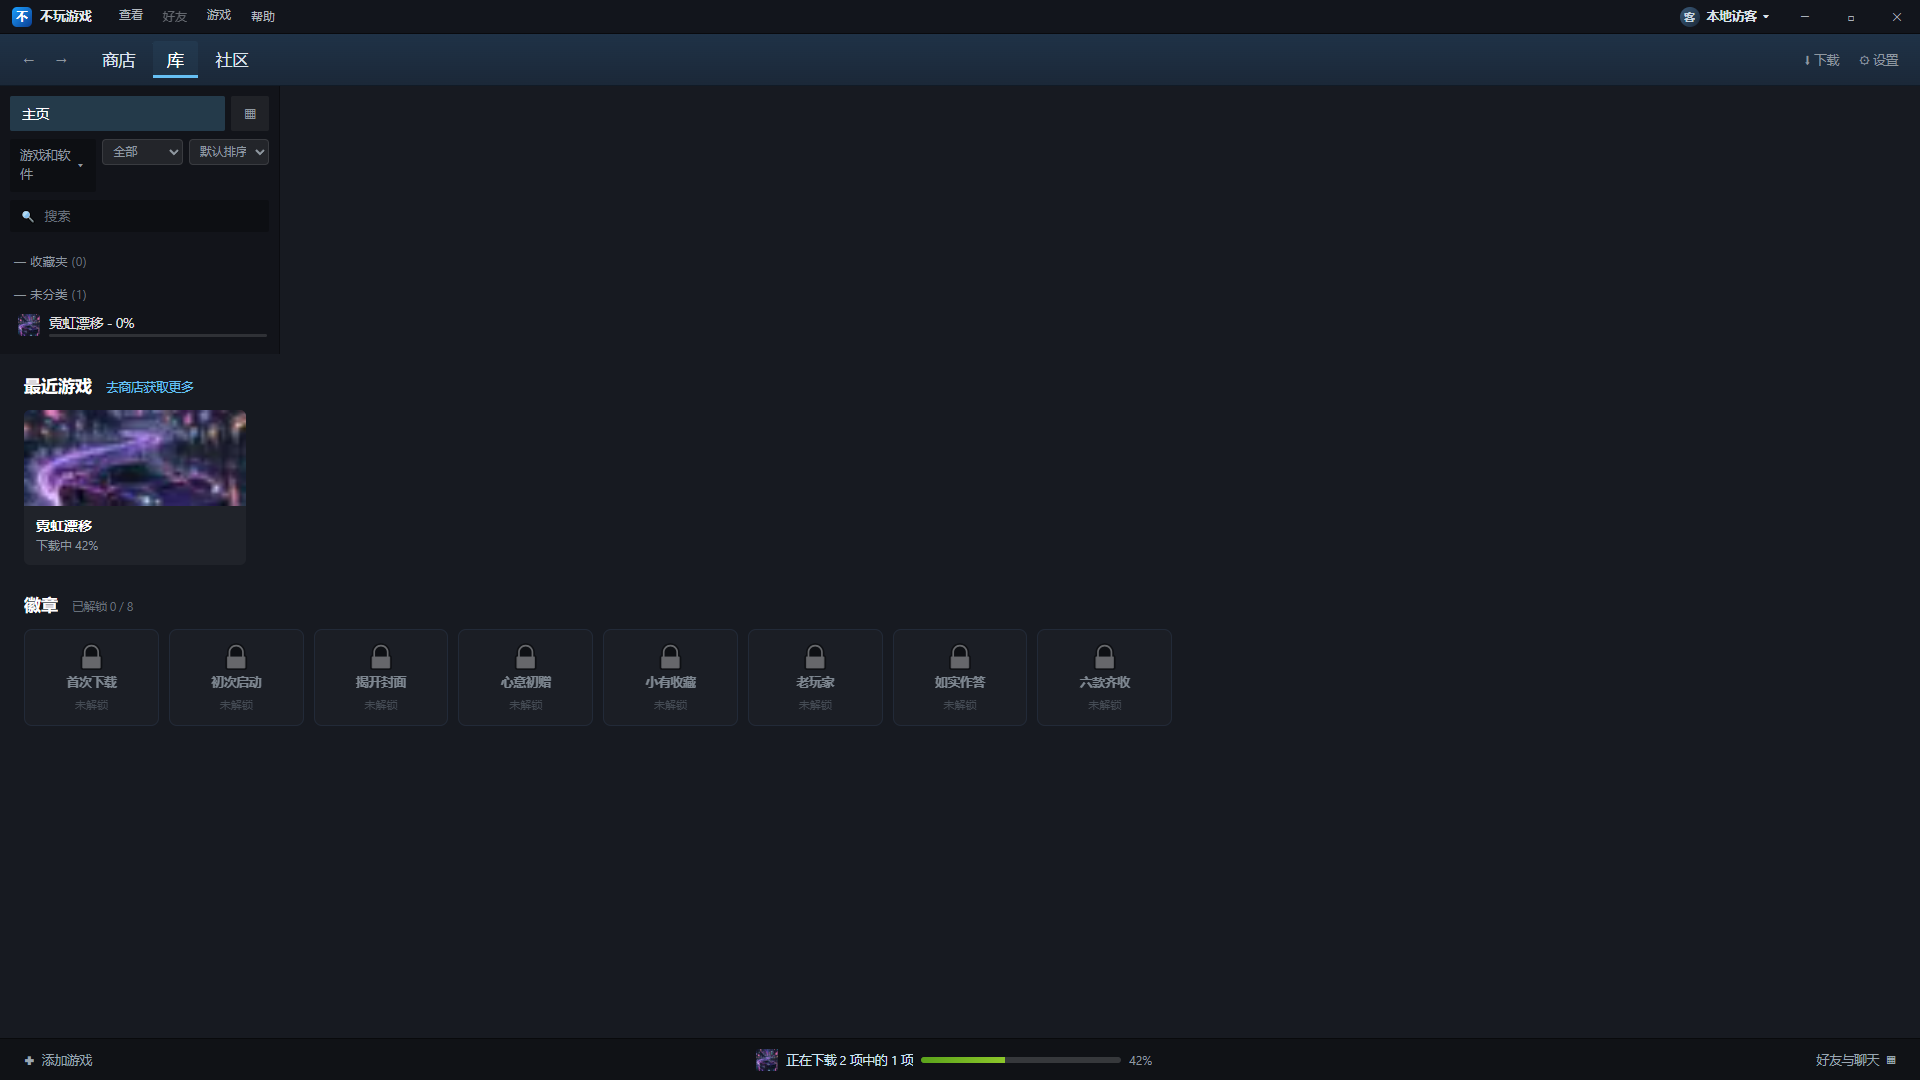 不 不玩游戏 查看 好友 游戏 帮助 客 本地访客
← → 商店 库 社区 下载 设置
主页
游戏和软件 全部 默认排序
搜索
— 收藏夹 (0)
— 未分类 (1)
霓虹漂移 - 0%
最近游戏 去商店获取更多
霓虹漂移
下载中 42%
徽章 已解锁 0 / 8
首次下载 初次启动 揭开封面 心意初赠 小有收藏 老玩家 如实作答 六款齐收
未解锁 未解锁 未解锁 未解锁 未解锁 未解锁 未解锁 未解锁
添加游戏 正在下载 2 项中的 1 项 42% 好友与聊天